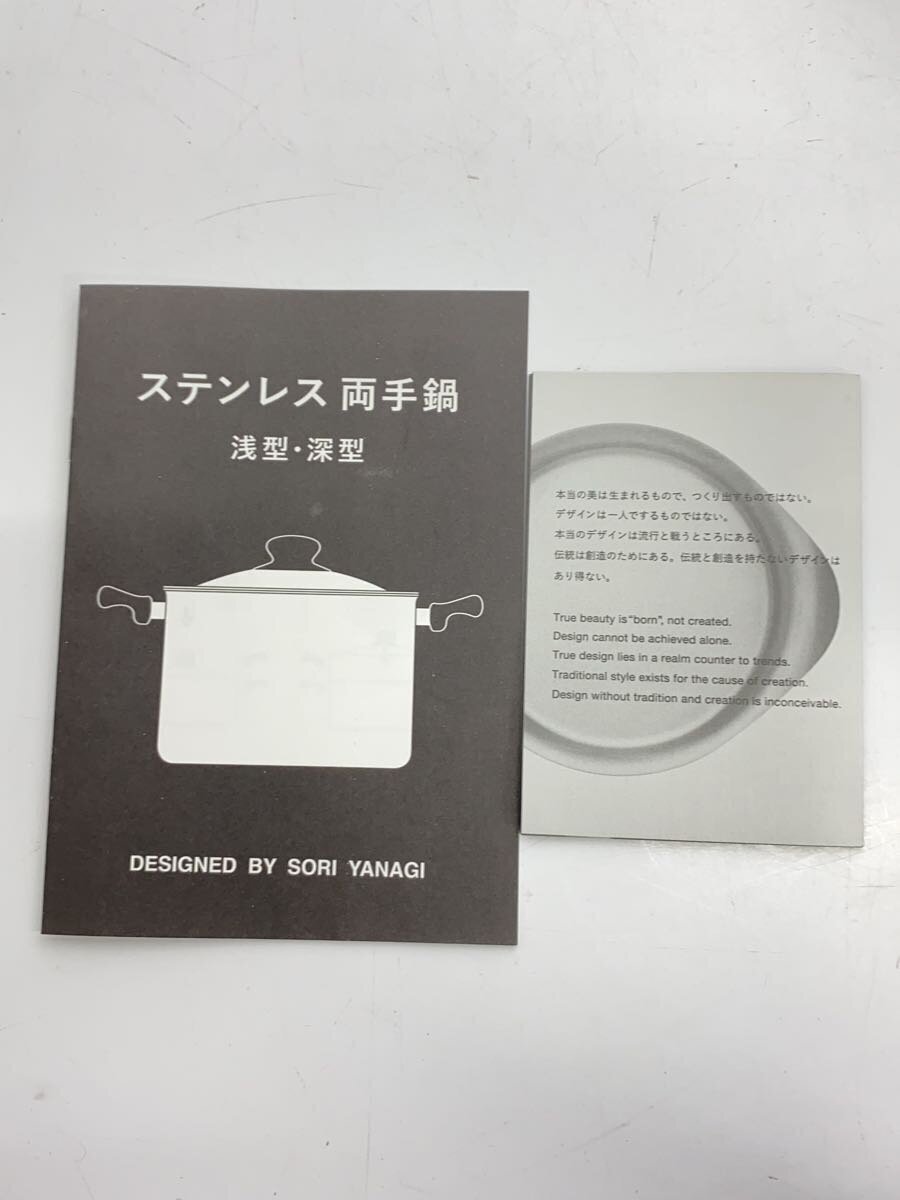 ステンレス 両手鍋
浅型・深型
DESIGNED BY SORI YANAGI
本当の美は生まれるもので、つくり出すものではない。
デザインは一人でするものではない。
本当のデザインは流行と戦うところにある。
伝統は創造のためにある。伝統と創造を持たないデザインは
あり得ない。
True beauty is "born", not created.
Design cannot be achieved alone.
True design lies in a realm counter to trends.
Traditional style exists for the cause of creation.
Design without tradition and creation is inconceivable.